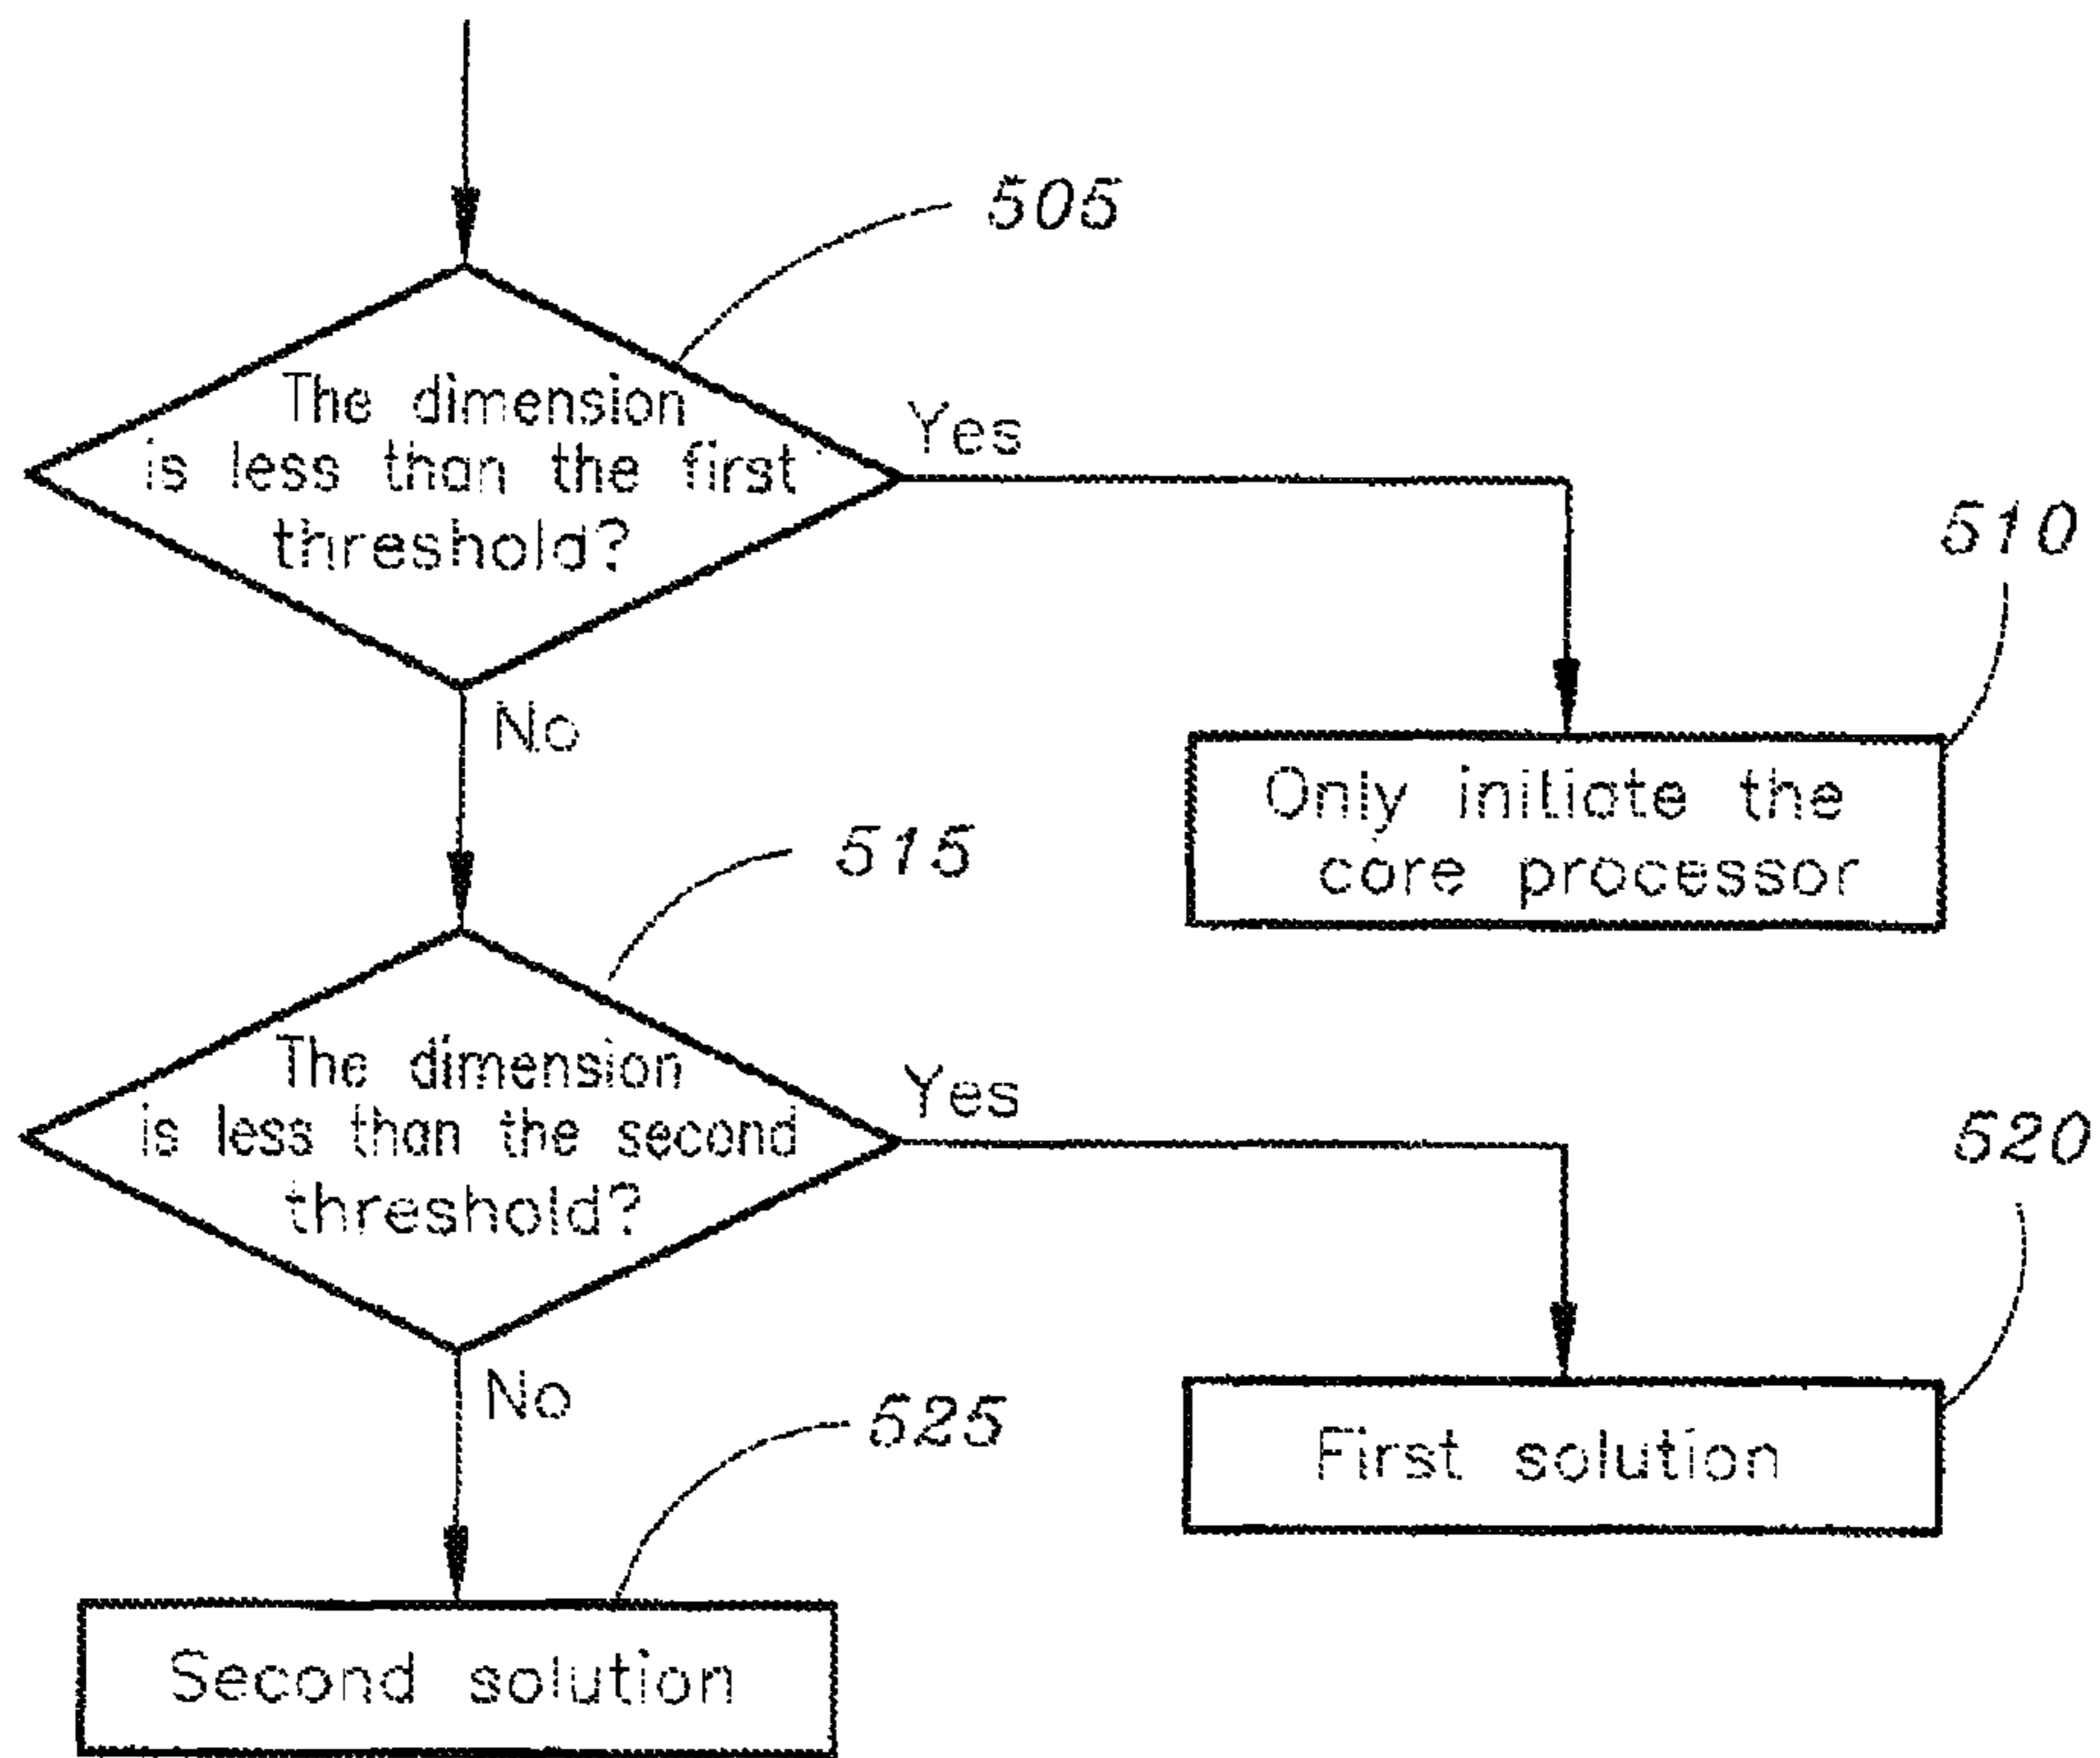 505
The dimension
is less than the first
threshold?
Yes
510
No
Only initiate the
core processor
515
The dimension
is less than the second
threshold?
Yes
520
No
525
First solution
Second solution